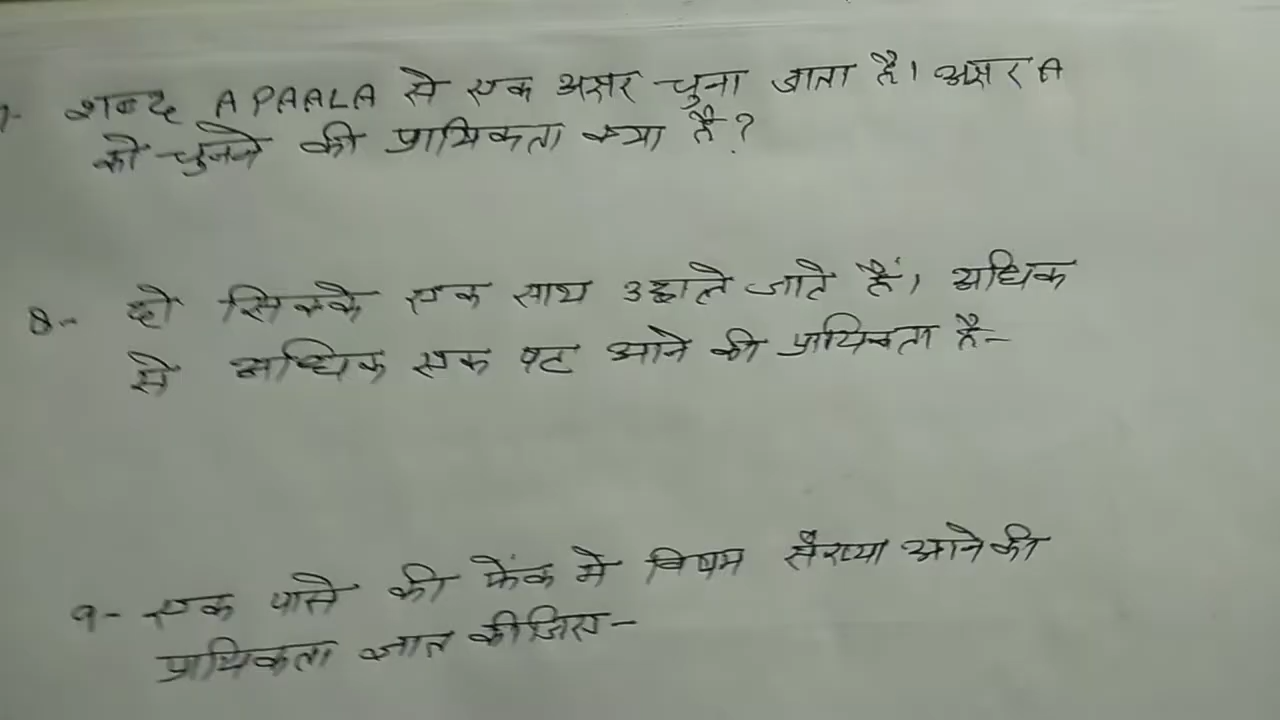 7- शब्द APAALA से एक अक्षर चुना जाता है। अक्षर A
को चुनने की प्रायिकता क्या है?
8- दो सिक्के एक साथ उछाले जाते हैं, अधिक
से अधिक एक पट आने की प्रायिकता है-
9- एक पासे की फेंक मे विषम संख्या आने की
प्रायिकता ज्ञात कीजिए-